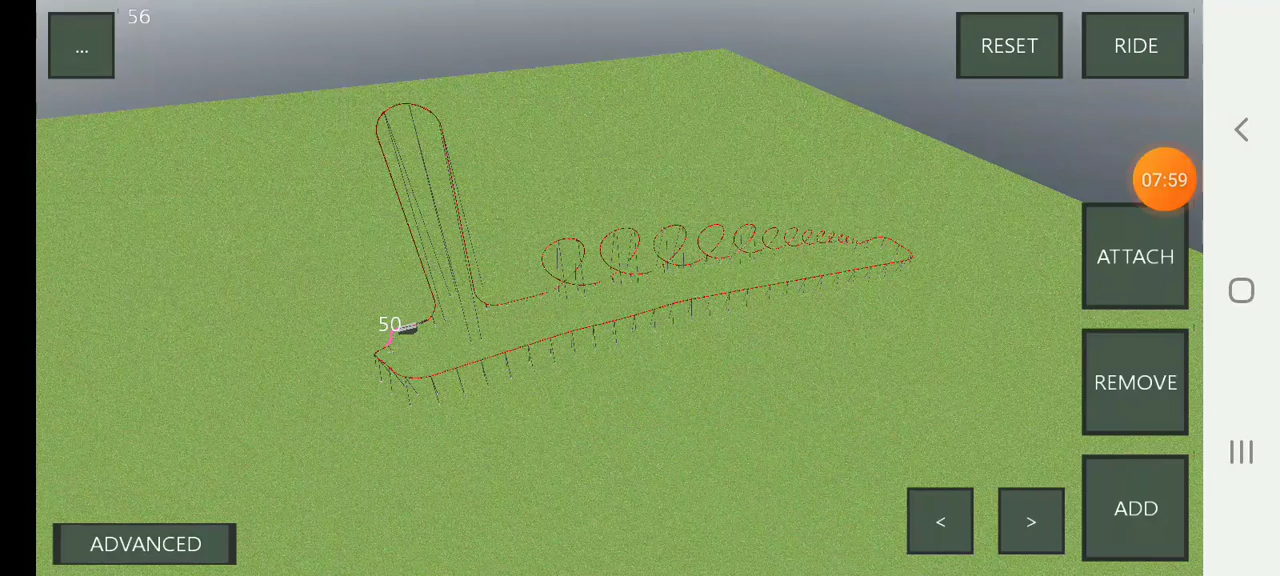 56
...
RESET
RIDE
07:59
ATTACH
50
REMOVE
ADD
<
>
ADVANCED